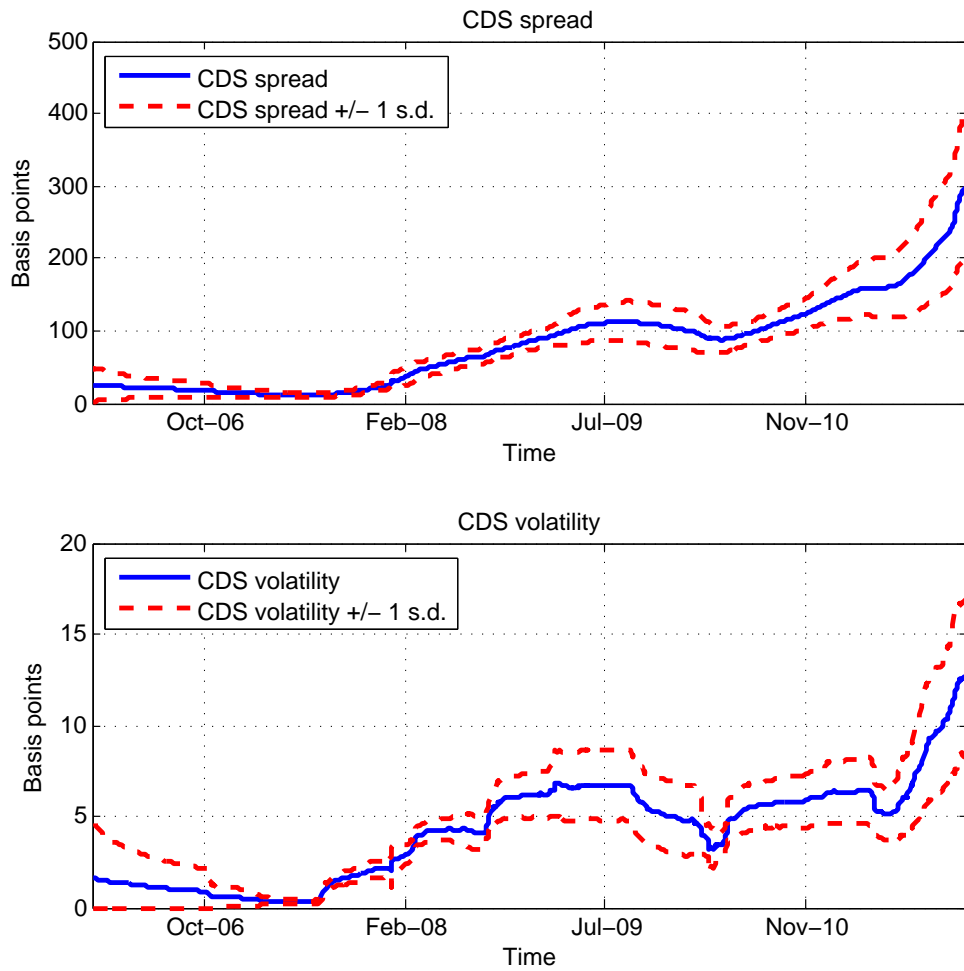 CDS spread
500
400
300
200
100
0
Basis points
CDS spread
CDS spread +/− 1 s.d.
Oct−06
Feb−08
Jul−09
Nov−10
Time
CDS volatility
20
15
10
5
0
Basis points
CDS volatility
CDS volatility +/− 1 s.d.
Oct−06
Feb−08
Jul−09
Nov−10
Time